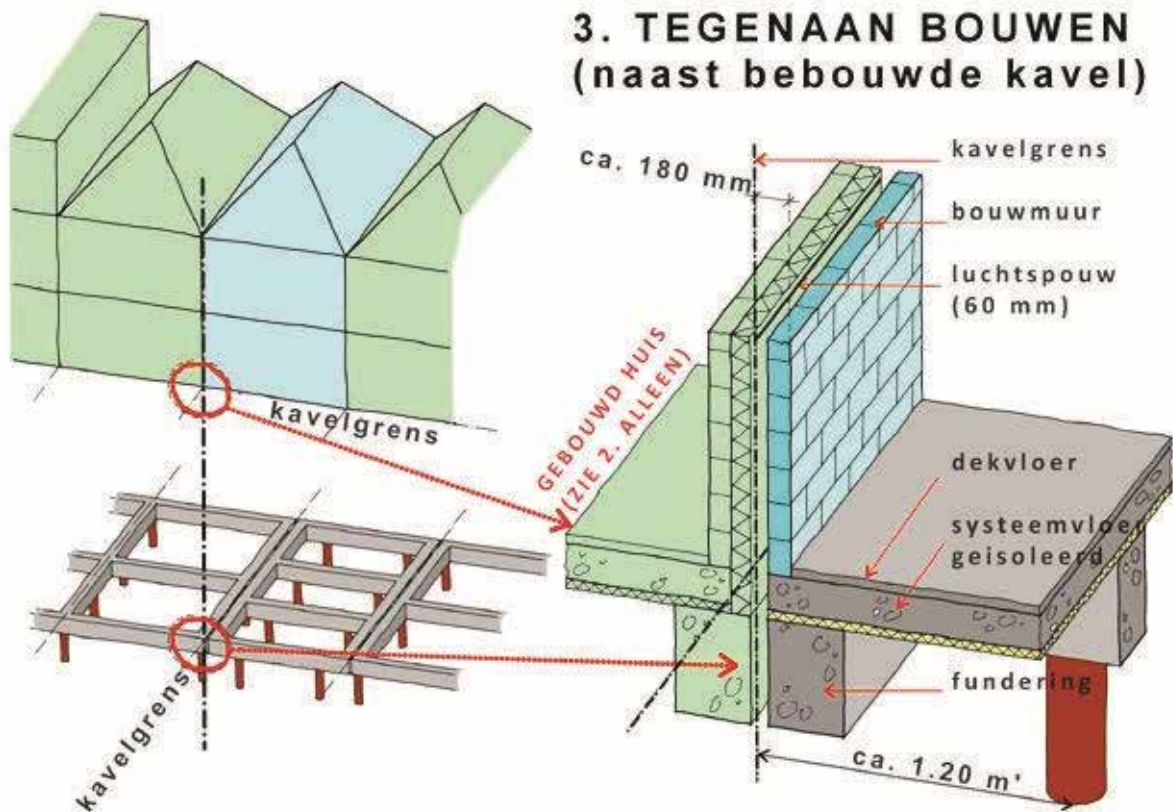 3. TEGENAAN BOUWEN
(naast bebouwde kavel)
ca. 180 mm
kavelgrens
bouwmuur
luchtspouw
(60 mm)
kavelgrens
GEBOUWD HUIS
(ZIE 2. ALLEEN)
dekvloer
systeemvloer
geisoleerd
fundering
kavelgrens
ca. 1.20 m'